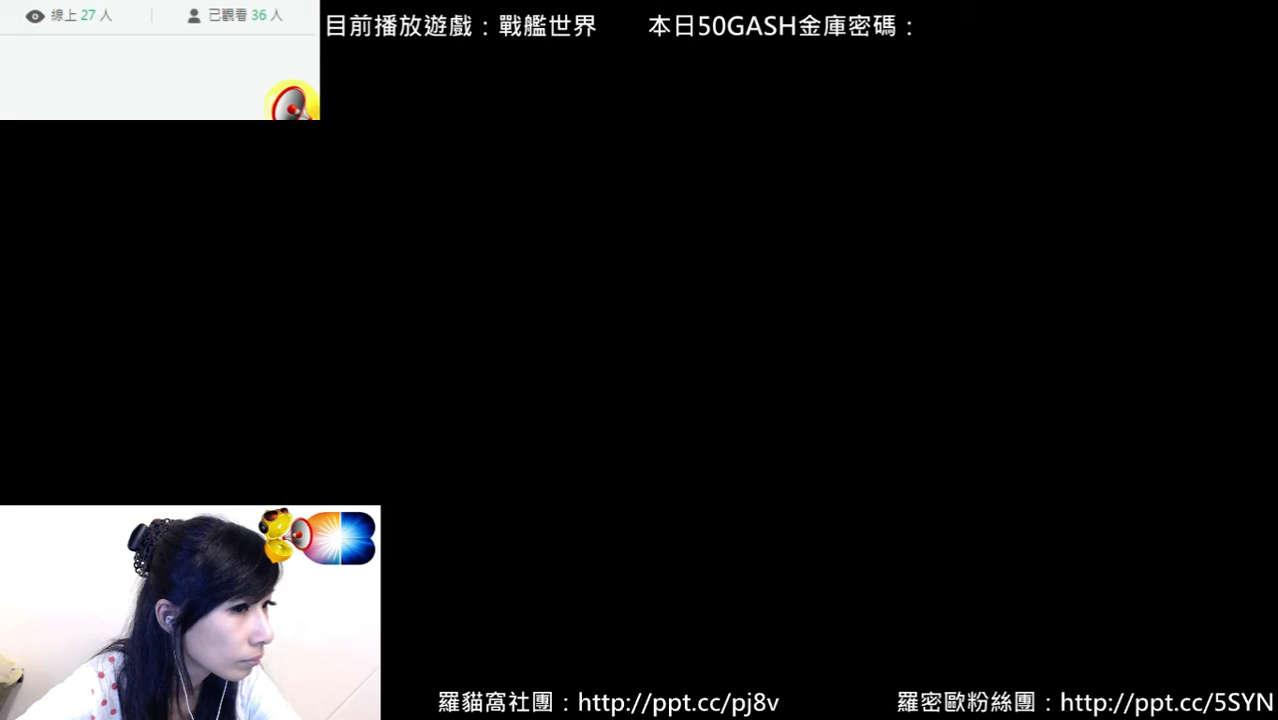 線上 27 人
已觀看 36 人
目前播放遊戲：戰艦世界
本日50GASH金庫密碼：
羅貓窩社團：http://ppt.cc/pj8v
羅密歐粉絲團：http://ppt.cc/5SYN